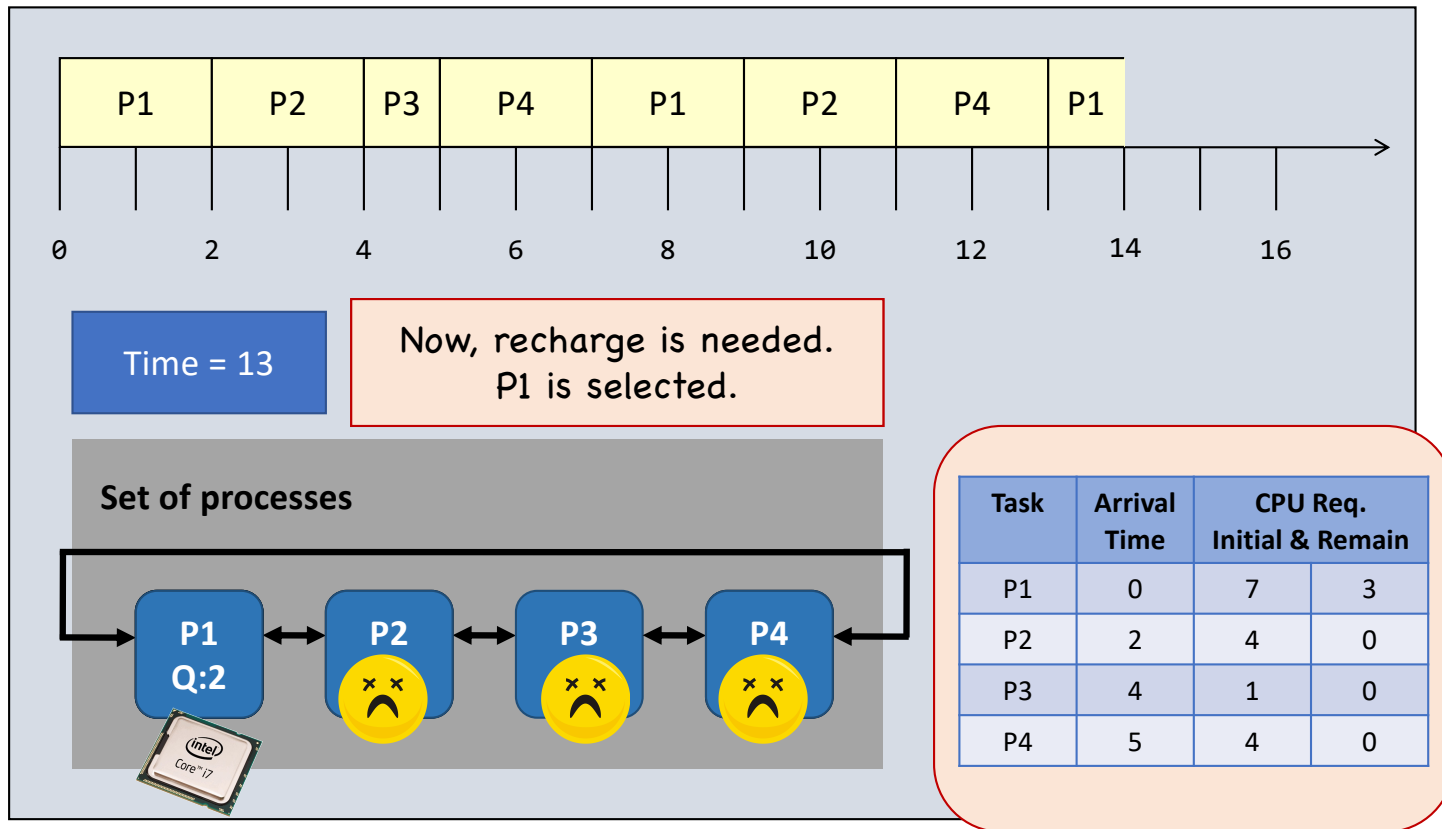 P1 P2 P3 P4 P1 P2 P4 P1
0 2 4 6 8 10 12 14 16
Time = 13
Now, recharge is needed.
P1 is selected.
Set of processes
P1 P2 P3 P4
Q:2
intel
Core™ i7
Task Arrival Time CPU Req. Initial & Remain
P1 0 7 3
P2 2 4 0
P3 4 1 0
P4 5 4 0